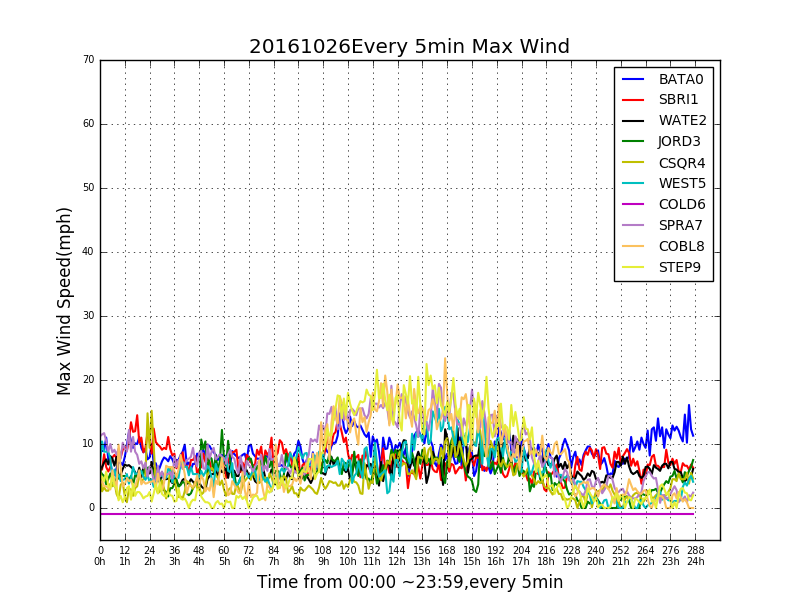 20161026Every 5min Max Wind
Max Wind Speed(mph)
70
60
50
40
30
20
10
0
BATA0
SBRI1
WATE2
JORD3
CSQR4
WEST5
COLD6
SPRA7
COBL8
STEP9
0 12 24 36 48 60 72 84 96 108 120 132 144 156 168 180 192 204 216 228 240 252 264 276 288
0h 1h 2h 3h 4h 5h 6h 7h 8h 9h 10h 11h 12h 13h 14h 15h 16h 17h 18h 19h 20h 21h 22h 23h 24h
Time from 00:00 ~23:59,every 5min